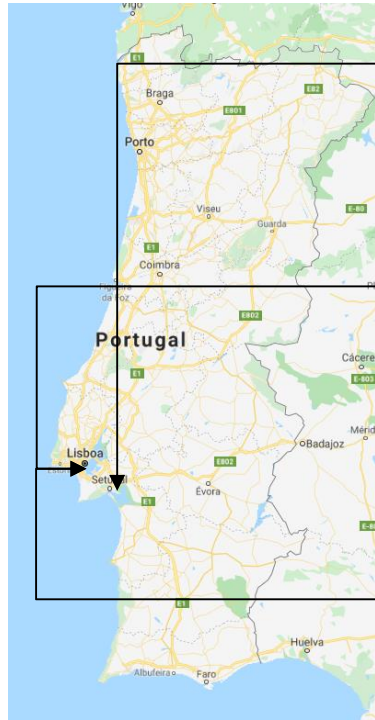 Vigo
E1
E82
Braga
E801
Porto
Viseu
E-80
Guarda
E1
Coimbra
Figueira
da Foz
E802
Portugal
E1
Cáceres
E-803
Lisboa
E802
Badajoz
Setúbal
Évora
E1
E1
Huelva
Albufeira
Faro